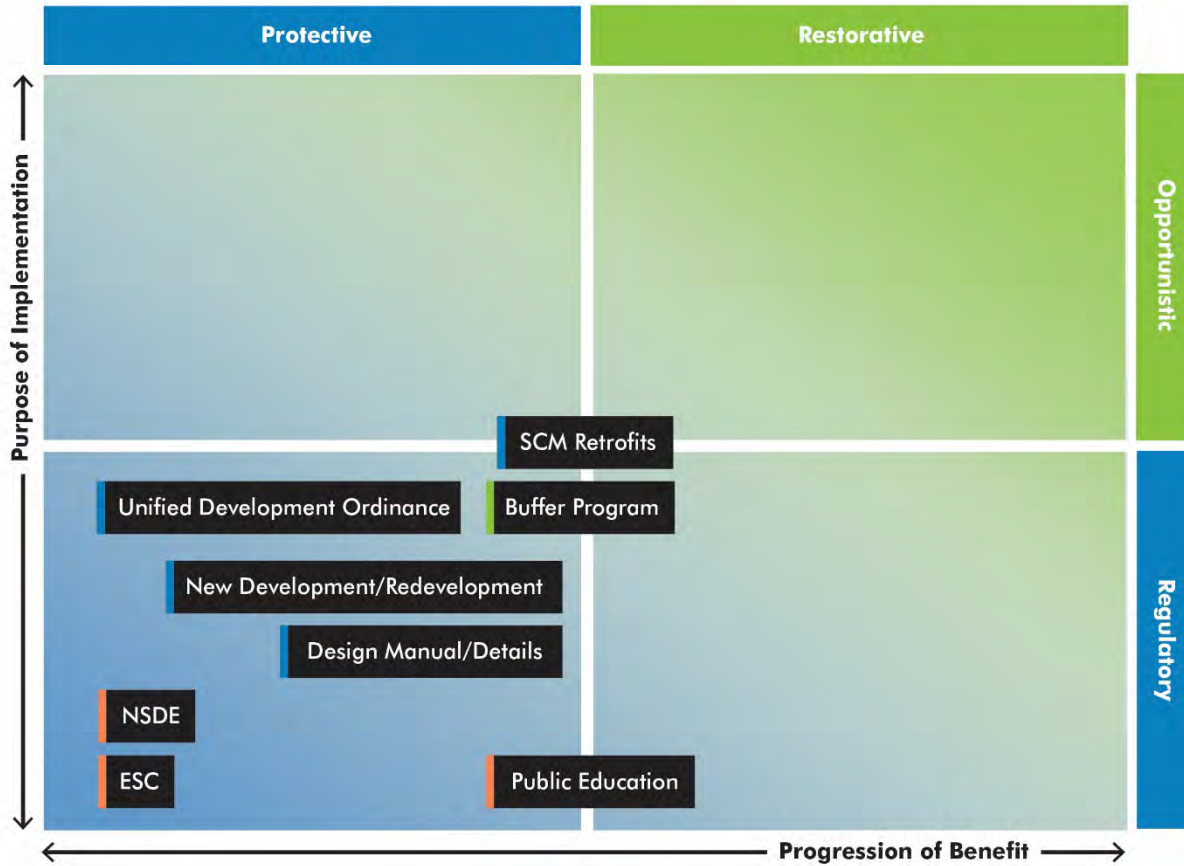 Protective
Restorative
Purpose of Implementation
Opportunistic
SCM Retrofits
Unified Development Ordinance
Buffer Program
New Development/Redevelopment
Design Manual/Details
Regulatory
NSDE
ESC
Public Education
Progression of Benefit